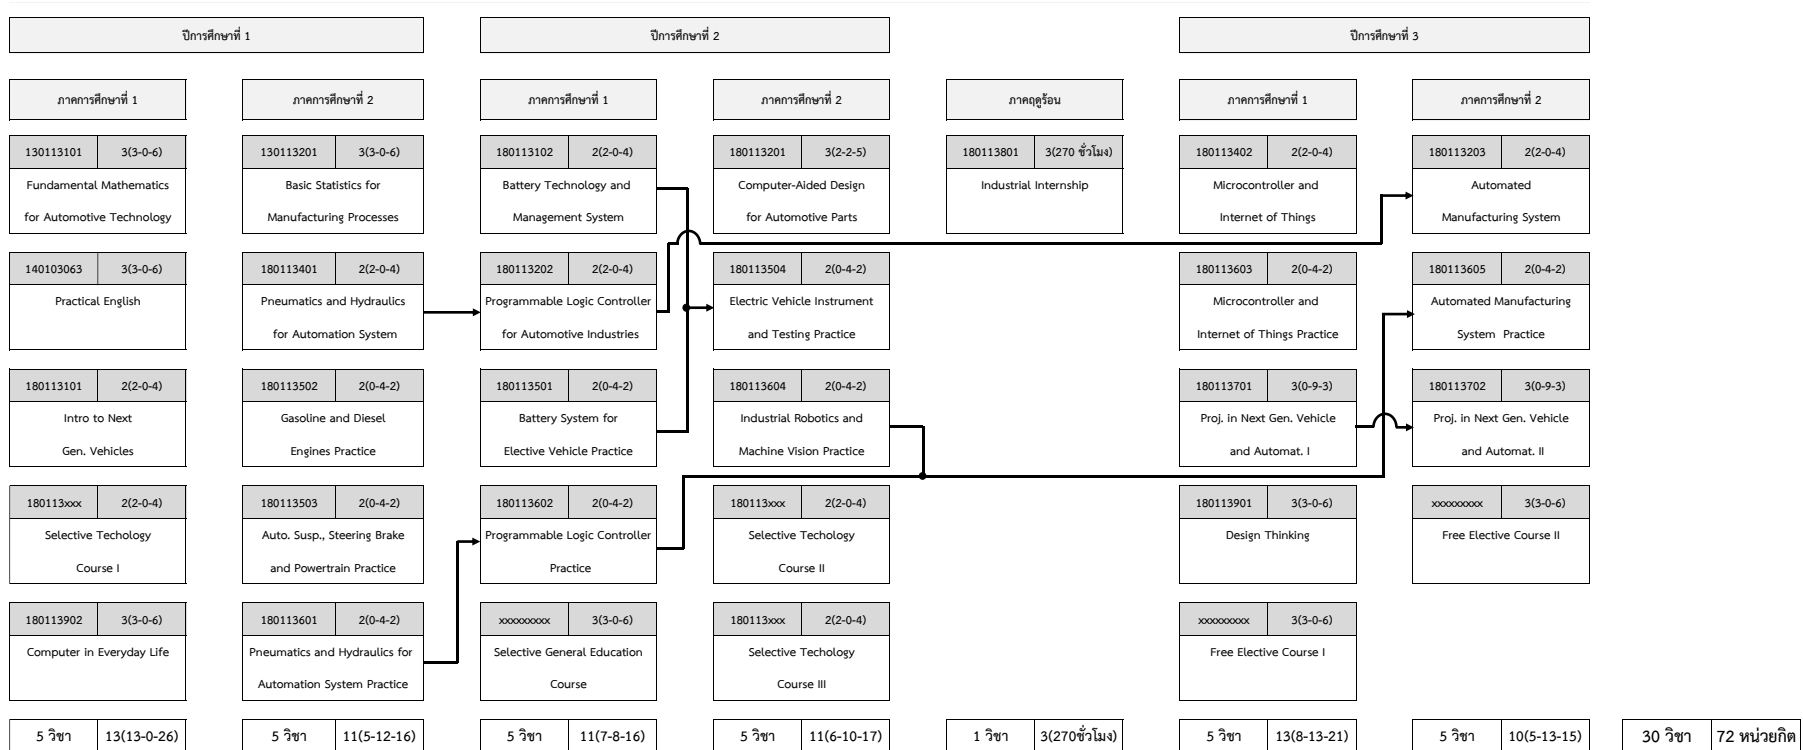 ปีการศึกษาที่ 1
ปีการศึกษาที่ 2
ปีการศึกษาที่ 3
ภาคการศึกษาที่ 1
ภาคการศึกษาที่ 2
ภาคการศึกษาที่ 1
ภาคการศึกษาที่ 2
ภาคฤดูร้อน
ภาคการศึกษาที่ 1
ภาคการศึกษาที่ 2
130113101 3(3-0-6)
Fundamental Mathematics
for Automotive Technology
130113201 3(3-0-6)
Basic Statistics for
Manufacturing Processes
180113102 2(2-0-4)
Battery Technology and
Management System
180113201 3(2-2-5)
Computer-Aided Design
for Automotive Parts
180113801 3(270 ชั่วโมง)
Industrial Internship
180113402 2(2-0-4)
Microcontroller and
Internet of Things
180113203 2(2-0-4)
Automated
Manufacturing System
140103063 3(3-0-6)
Practical English
180113401 2(2-0-4)
Pneumatics and Hydraulics
for Automation System
180113202 2(2-0-4)
Programmable Logic Controller
for Automotive Industries
180113504 2(0-4-2)
Electric Vehicle Instrument
and Testing Practice
180113603 2(0-4-2)
Microcontroller and
Internet of Things Practice
180113605 2(0-4-2)
Automated Manufacturing
System Practice
180113101 2(2-0-4)
Intro to Next
Gen. Vehicles
180113502 2(0-4-2)
Gasoline and Diesel
Engines Practice
180113501 2(0-4-2)
Battery System for
Elective Vehicle Practice
180113604 2(0-4-2)
Industrial Robotics and
Machine Vision Practice
180113701 3(0-9-3)
Proj. in Next Gen. Vehicle
and Automat. I
180113702 3(0-9-3)
Proj. in Next Gen. Vehicle
and Automat. II
180113xxx 2(2-0-4)
Selective Techology
Course I
180113503 2(0-4-2)
Auto. Susp., Steering Brake
and Powertrain Practice
180113602 2(0-4-2)
Programmable Logic Controller
Practice
180113xxx 2(2-0-4)
Selective Techology
Course II
180113901 3(3-0-6)
Design Thinking
xxxxxxxxx 3(3-0-6)
Free Elective Course II
180113902 3(3-0-6)
Computer in Everyday Life
180113601 2(0-4-2)
Pneumatics and Hydraulics for
Automation System Practice
xxxxxxxxx 3(3-0-6)
Selective General Education
Course
180113xxx 2(2-0-4)
Selective Techology
Course III
xxxxxxxxx 3(3-0-6)
Free Elective Course I
5 วิชา 13(13-0-26)
5 วิชา 11(5-12-16)
5 วิชา 11(7-8-16)
5 วิชา 11(6-10-17)
1 วิชา 3(270ชั่วโมง)
5 วิชา 13(8-13-21)
5 วิชา 10(5-13-15)
30 วิชา 72 หน่วยกิต